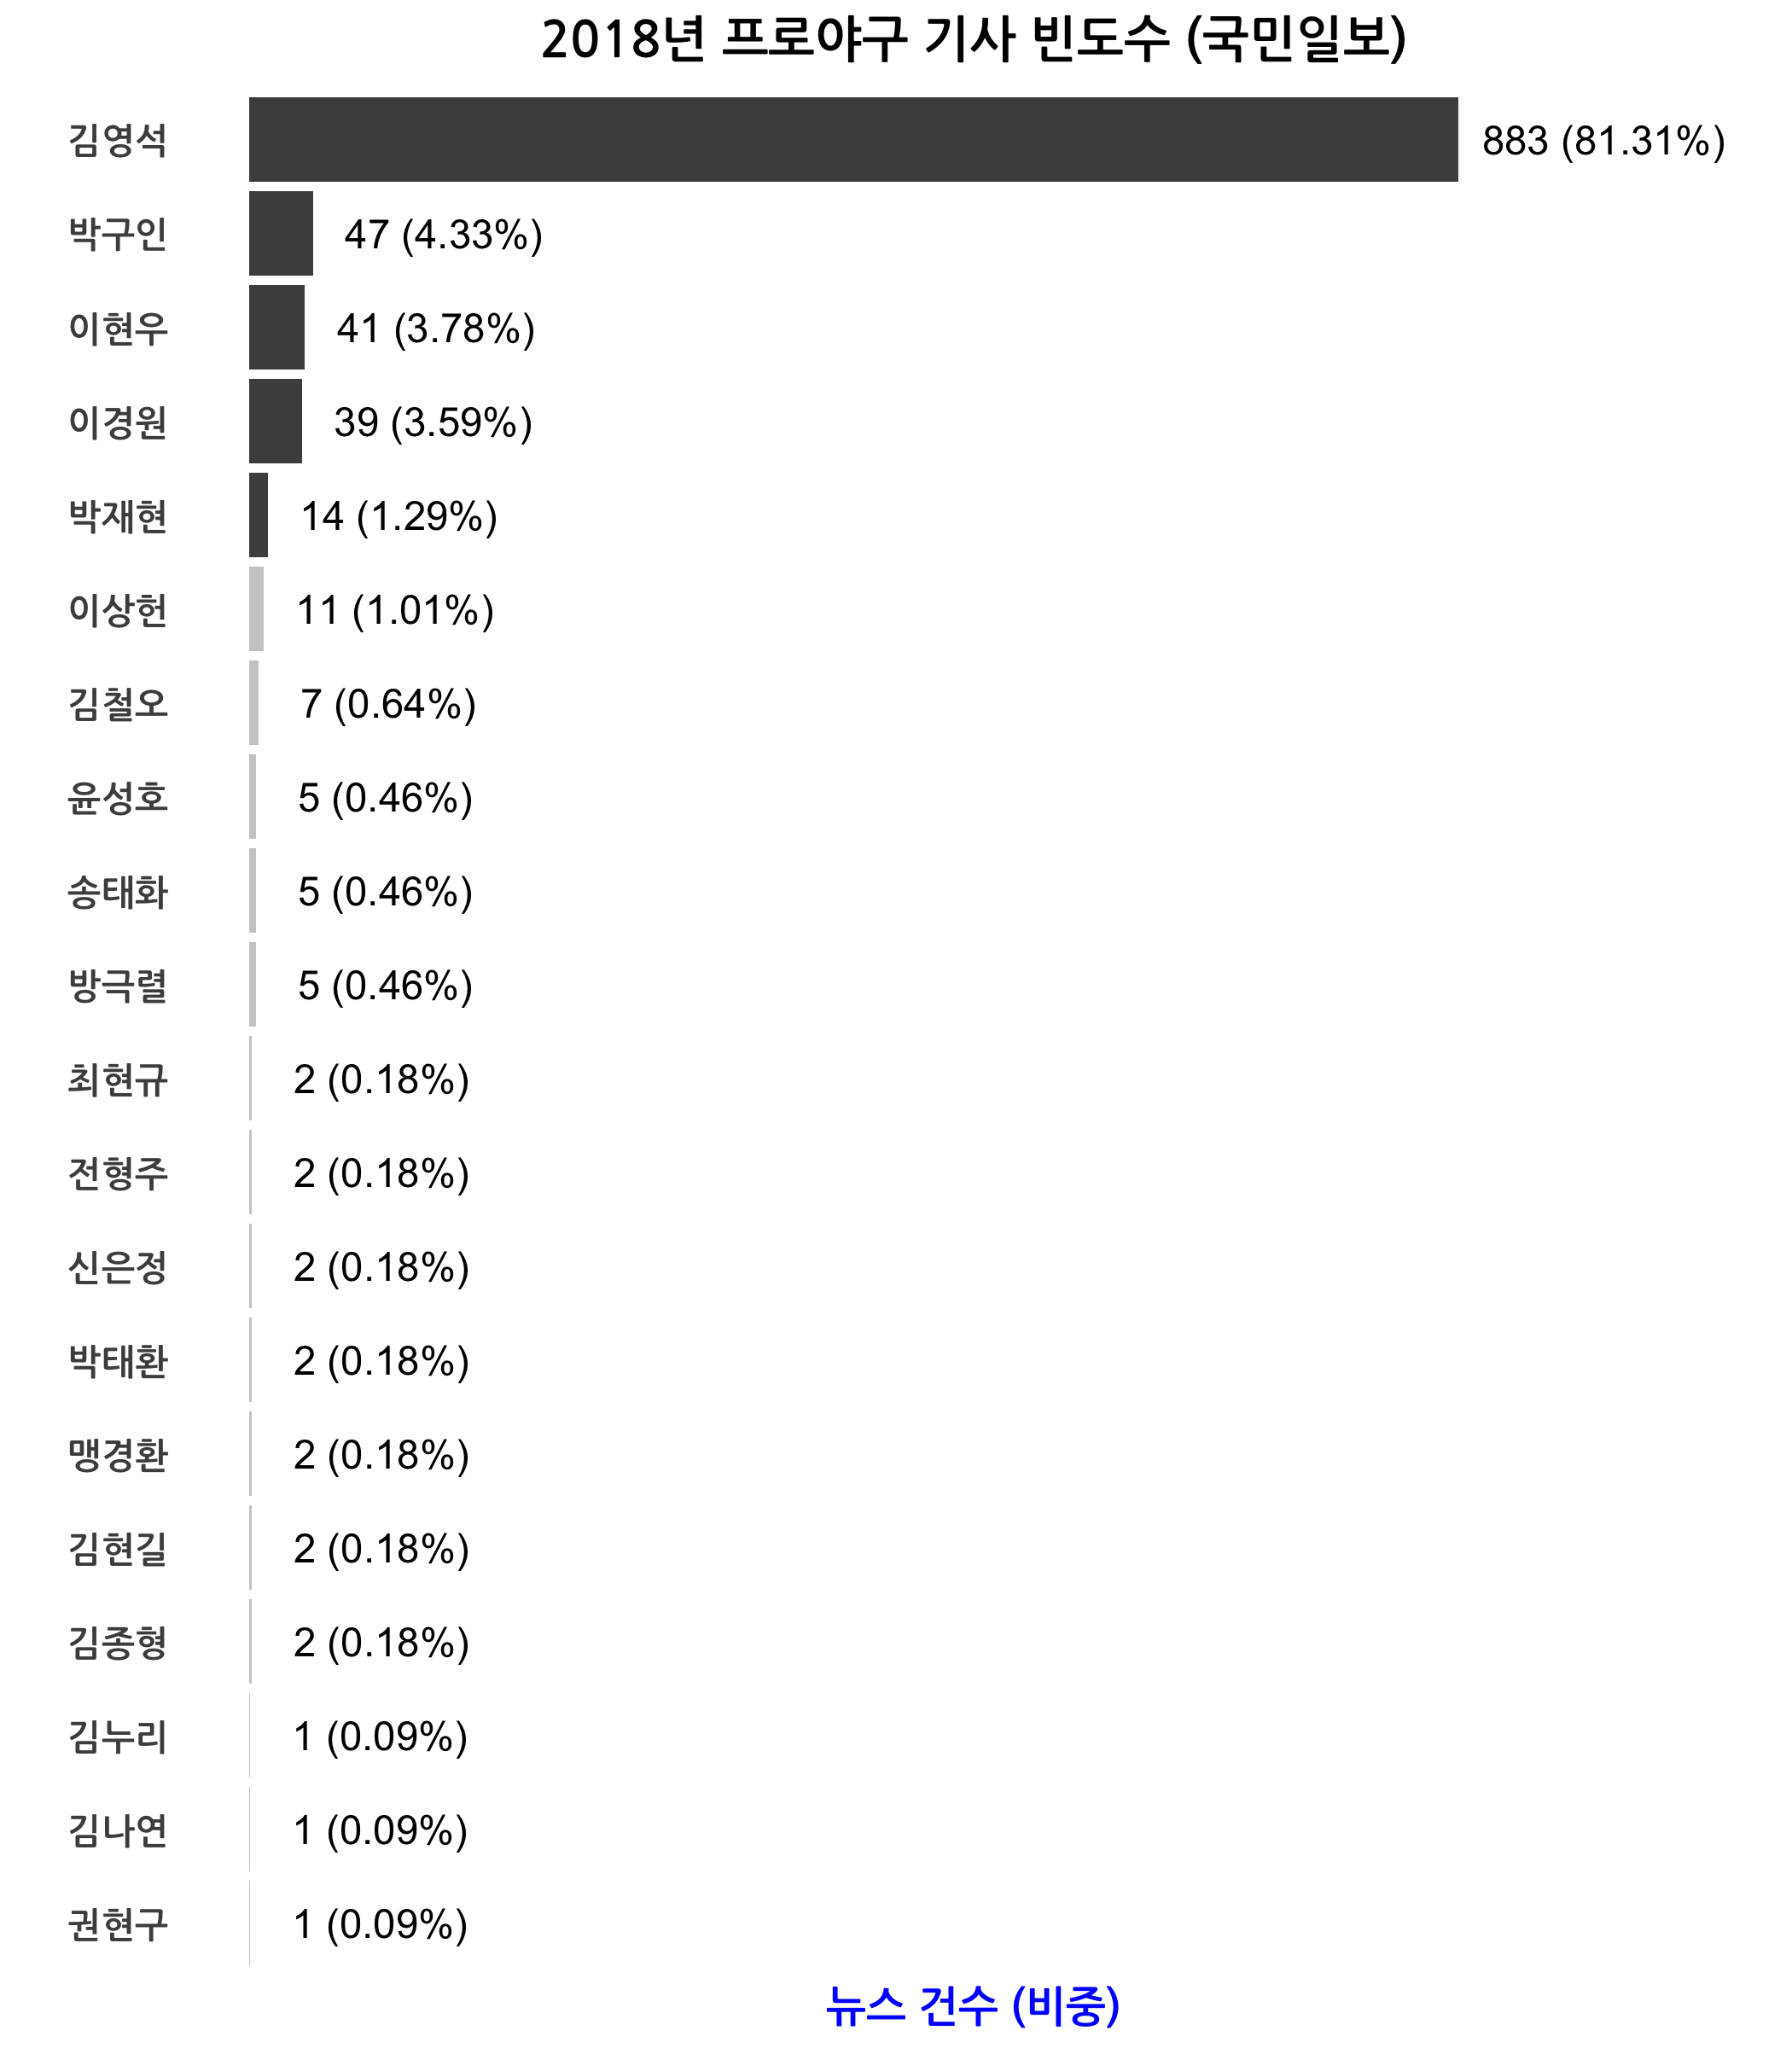 2018년 프로야구 기사 빈도수 (국민일보)
김영석 883 (81.31%)
박구인 47 (4.33%)
이현우 41 (3.78%)
이경원 39 (3.59%)
박재현 14 (1.29%)
이상헌 11 (1.01%)
김철오 7 (0.64%)
윤성호 5 (0.46%)
송태화 5 (0.46%)
방극렬 5 (0.46%)
최현규 2 (0.18%)
전형주 2 (0.18%)
신은정 2 (0.18%)
박태환 2 (0.18%)
맹경환 2 (0.18%)
김현길 2 (0.18%)
김종형 2 (0.18%)
김누리 1 (0.09%)
김나연 1 (0.09%)
권현구 1 (0.09%)
뉴스 건수 (비중)